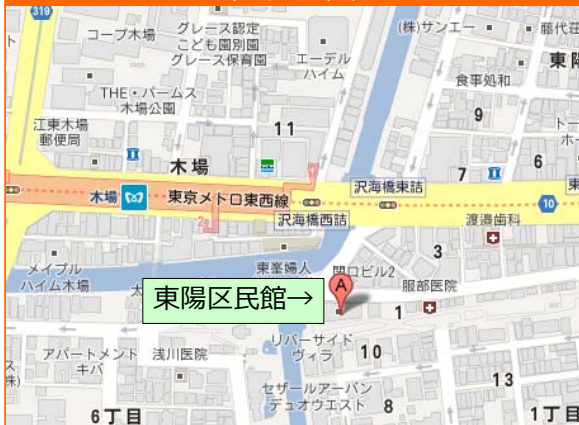 319
コープ木場
グレース認定
こども園別園
グレース保育園
エーデル
ハイム
(株)サンエー
藤代荘
東陽
食事処和
THE・パームス
木場公園
9
江東木場
郵便局
11
木場
7
6
木場
東京メトロ東西線
沢海橋東詰
沢海橋西詰
10
渡邉歯科
メイプル
ハイム木場
東峯婦人
関口ビル2
3
服部医院
東陽区民館→
A
1
リバーサイド
ヴィラ
アパートメント
キバ
浅川医院
10
セザールアーバン
デュオウエスト
13
8
6丁目
1丁目